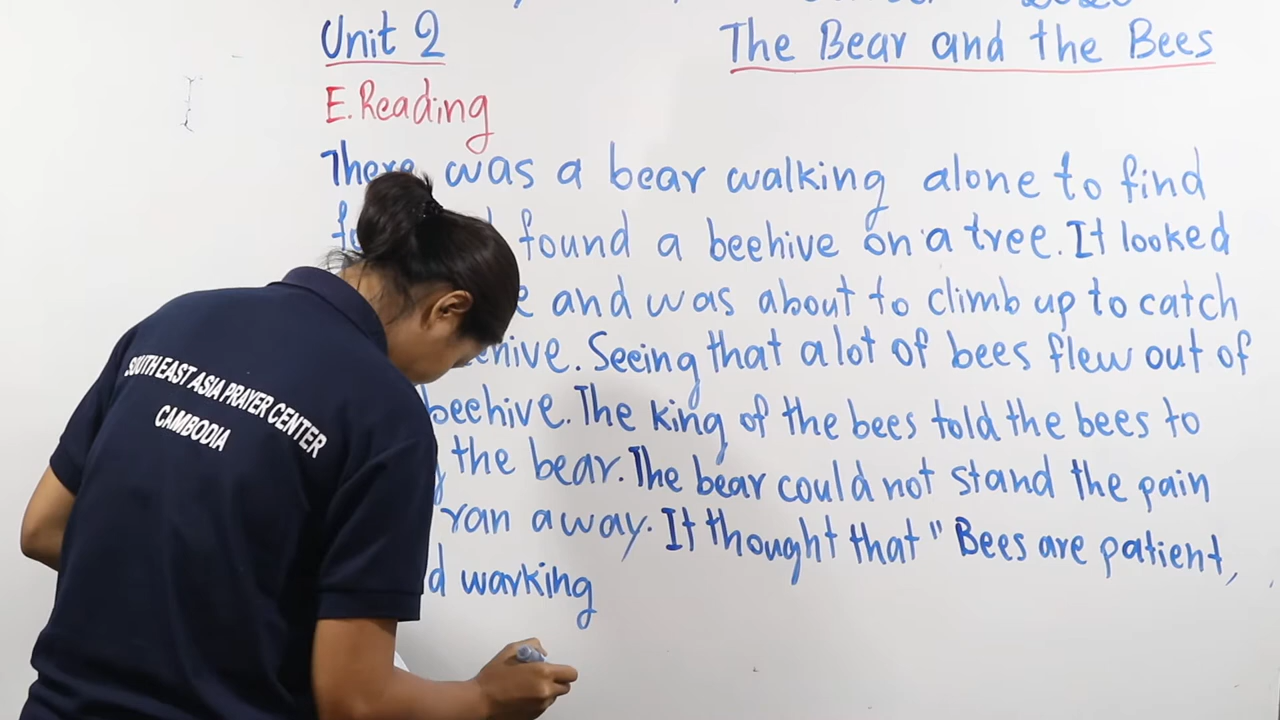 Unit 2
The Bear and the Bees
E. Reading
There was a bear walking alone to find
found a beehive on a tree. It looked
and was about to climb up to catch
Seeing that a lot of bees flew out of
beehive. The king of the bees told the bees to
the bear. The bear could not stand the pain
ran away. It thought that "Bees are patient,
warking
SOUTH EAST ASIA PRAYER CENTER
CAMBODIA